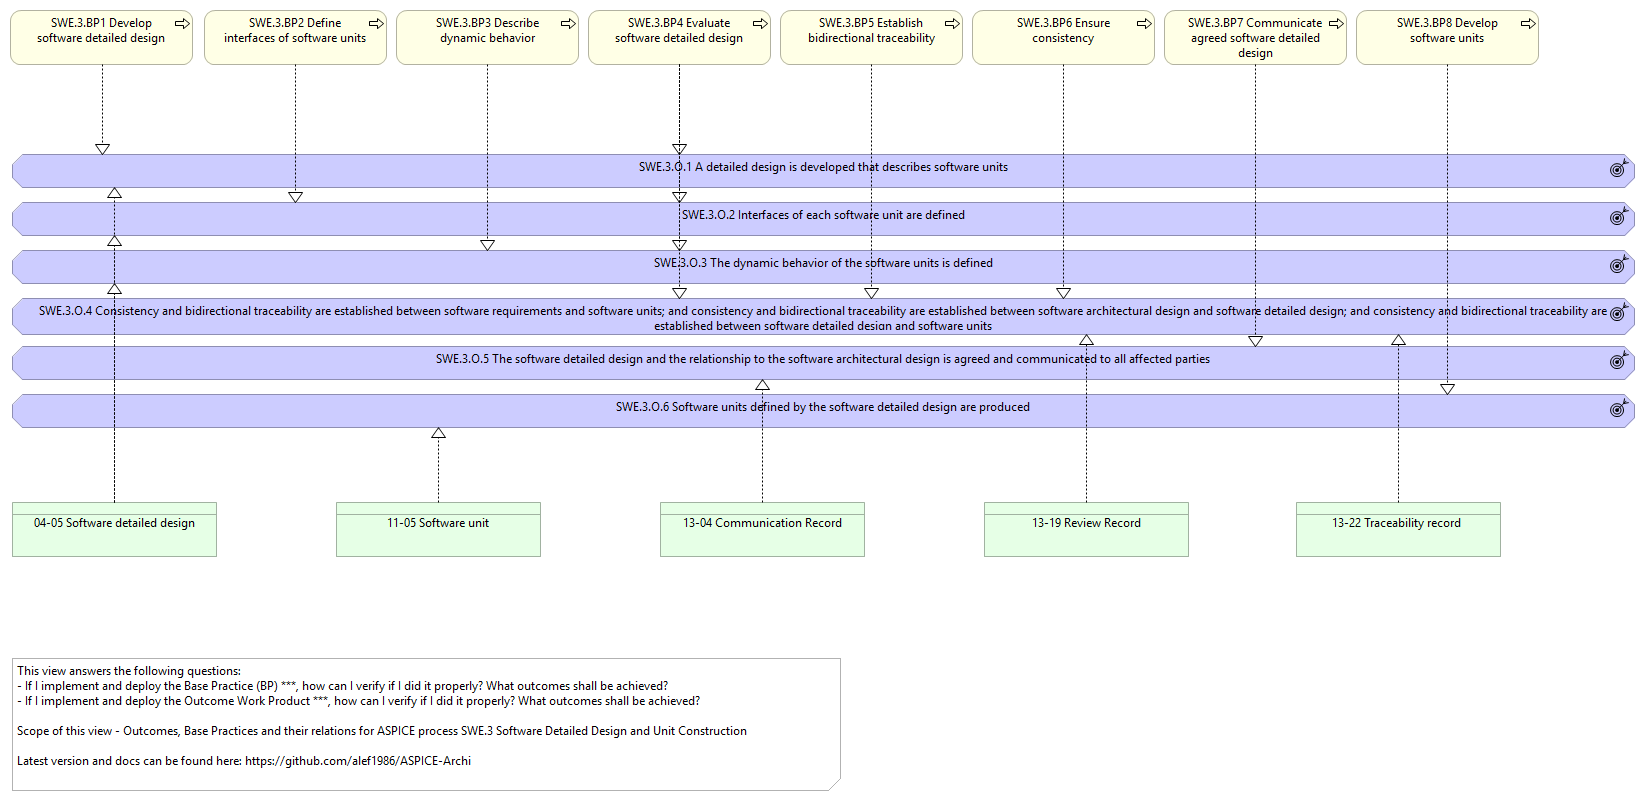 SWE.3.BP1 Develop
software detailed design
SWE.3.BP2 Define
interfaces of software units
SWE.3.BP3 Describe
dynamic behavior
SWE.3.BP4 Evaluate
software detailed design
SWE.3.BP5 Establish
bidirectional traceability
SWE.3.BP6 Ensure
consistency
SWE.3.BP7 Communicate
agreed software detailed
design
SWE.3.BP8 Develop
software units
SWE.3.O.1 A detailed design is developed that describes software units
SWE.3.O.2 Interfaces of each software unit are defined
SWE.3.O.3 The dynamic behavior of the software units is defined
SWE.3.O.4 Consistency and bidirectional traceability are established between software requirements and software units; and consistency and bidirectional traceability are established between software architectural design and software detailed design; and consistency and bidirectional traceability are
established between software detailed design and software units
SWE.3.O.5 The software detailed design and the relationship to the software architectural design is agreed and communicated to all affected parties
SWE.3.O.6 Software units defined by the software detailed design are produced
04-05 Software detailed design
11-05 Software unit
13-04 Communication Record
13-19 Review Record
13-22 Traceability record
This view answers the following questions:
- If I implement and deploy the Base Practice (BP) ***, how can I verify if I did it properly? What outcomes shall be achieved?
- If I implement and deploy the Outcome Work Product ***, how can I verify if I did it properly? What outcomes shall be achieved?
Scope of this view - Outcomes, Base Practices and their relations for ASPICE process SWE.3 Software Detailed Design and Unit Construction
Latest version and docs can be found here: https://github.com/alef1986/ASPICE-Archi